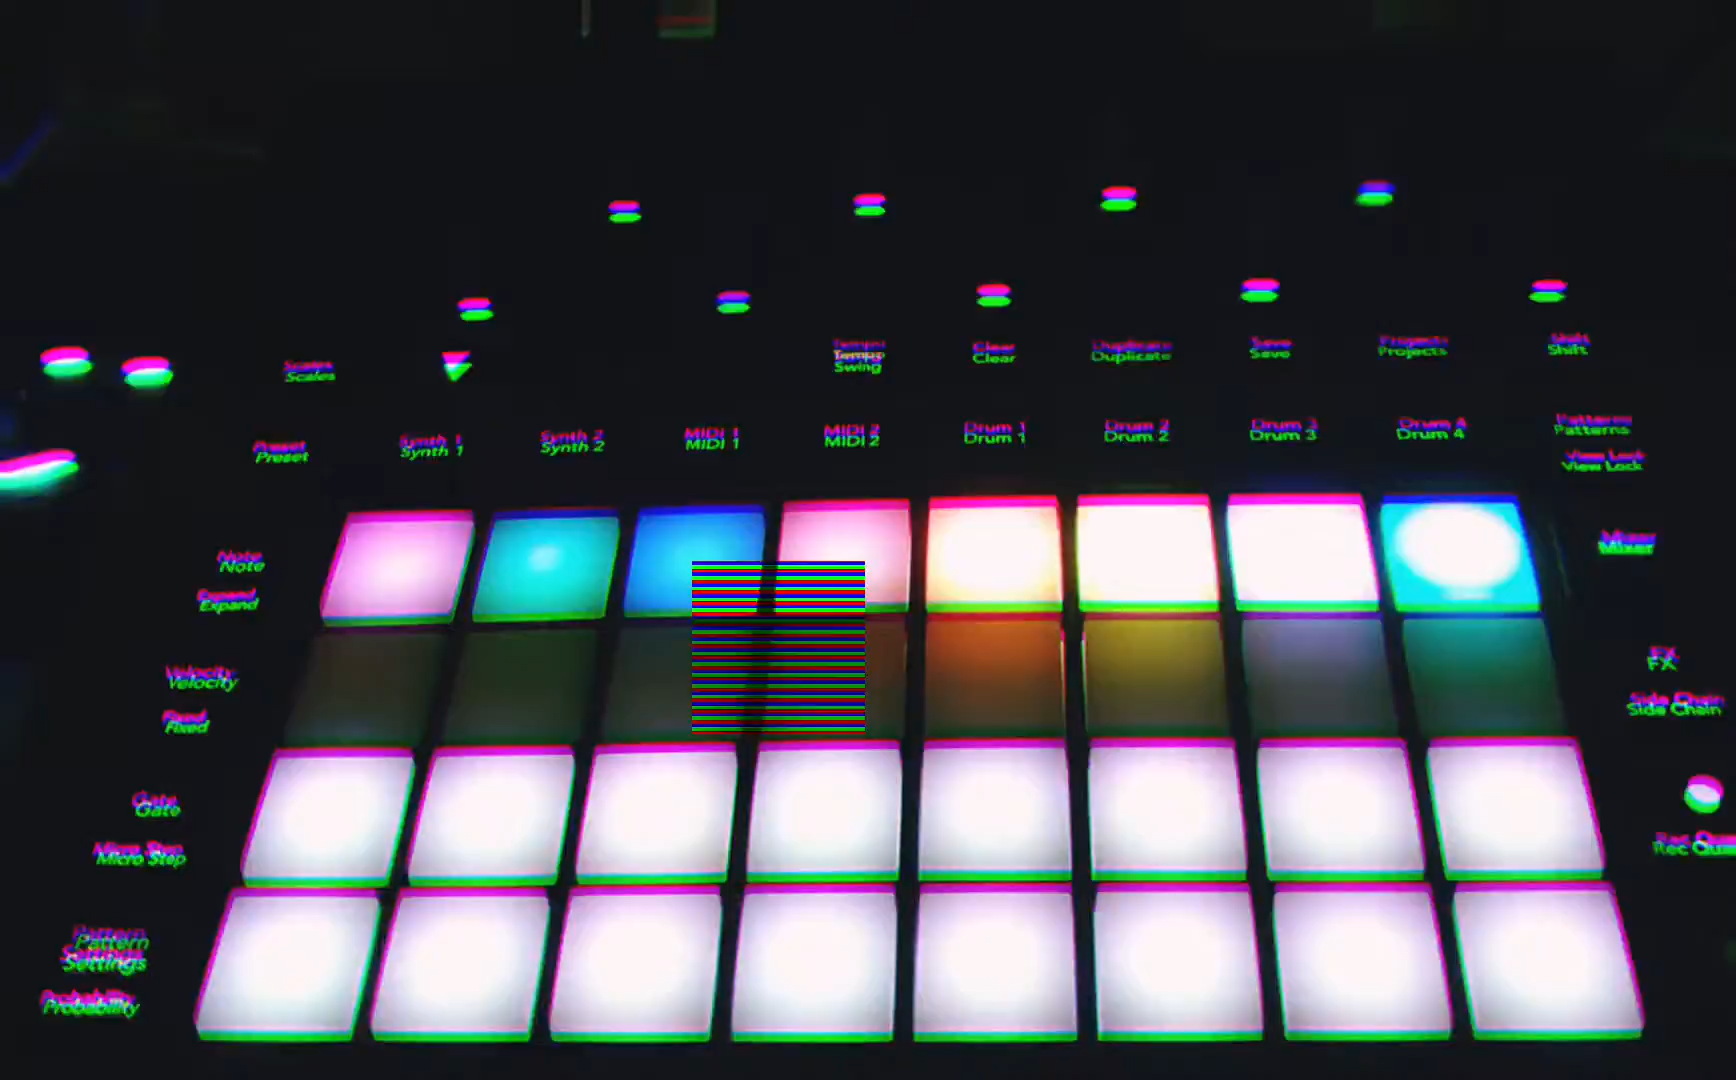 Scales
Tempo
Swing
Clear
Duplicate
Save
Projects
Shift
Preset
Synth 1
Synth 2
MIDI 1
MIDI 2
Drum 1
Drum 2
Drum 3
Drum 4
Patterns
View Lock
Note
Expand
Mixer
Velocity
Fixed
FX
Side Chain
Gate
Micro Step
Rec
Pattern
Settings
Probability